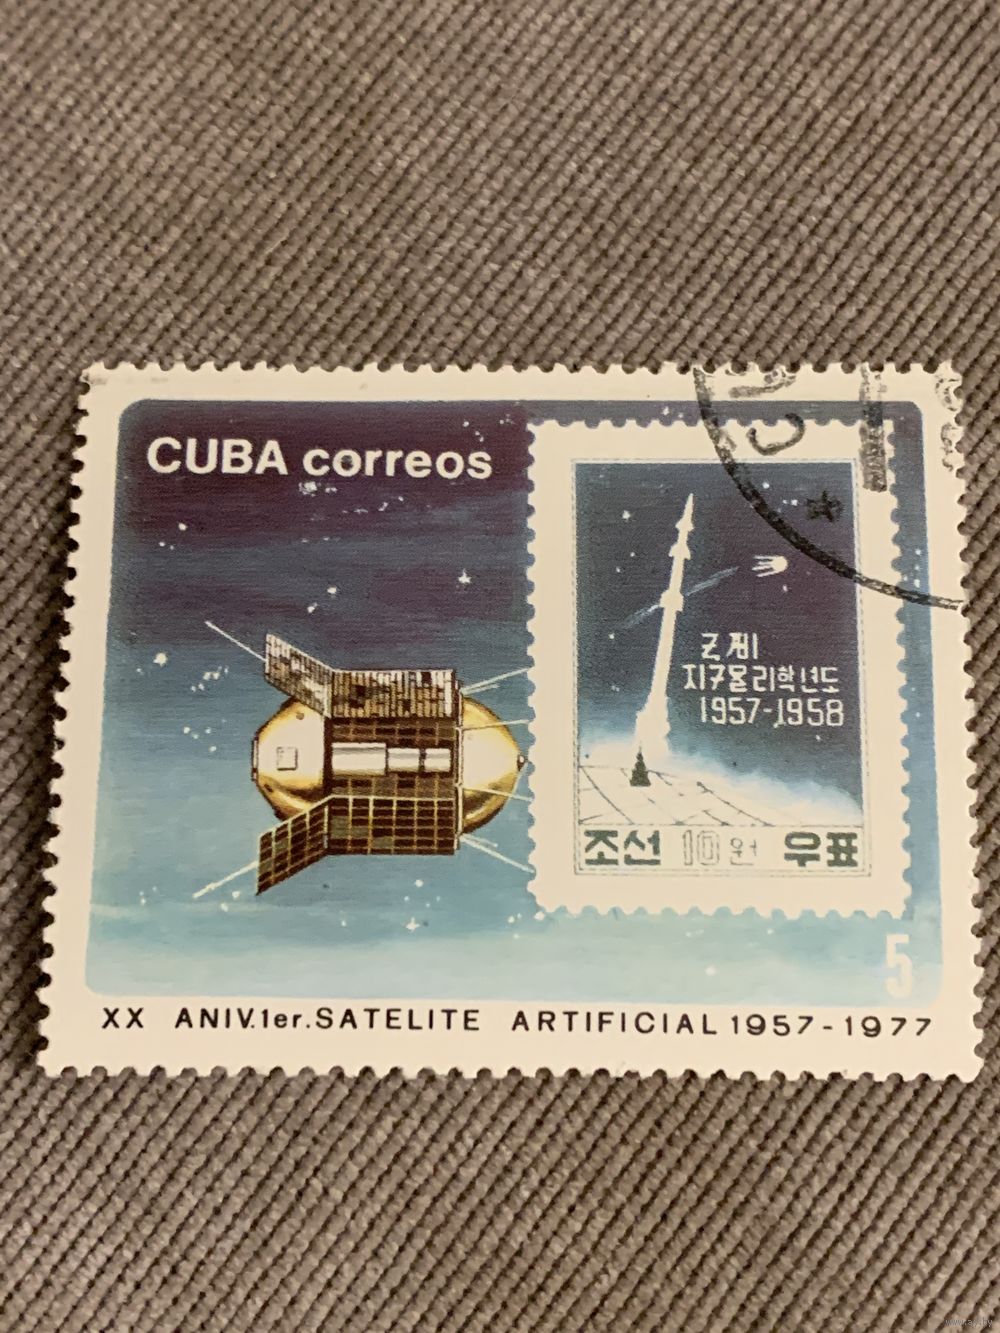 CUBA correos
국제
지구물리학년도
1957-1958
조선 10원 우표
5
XX ANIV.1er.SATELITE ARTIFICIAL 1957-1977